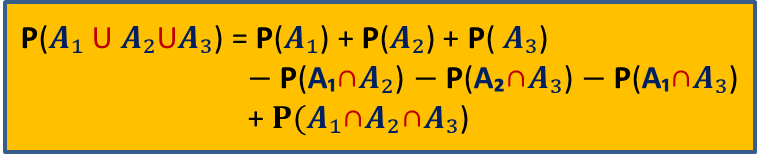 P(A₁ ∪ A₂∪A₃) = P(A₁) + P(A₂) + P( A₃)
− P(A₁∩A₂) − P(A₂∩A₃) − P(A₁∩A₃)
+ P(A₁∩A₂∩A₃)